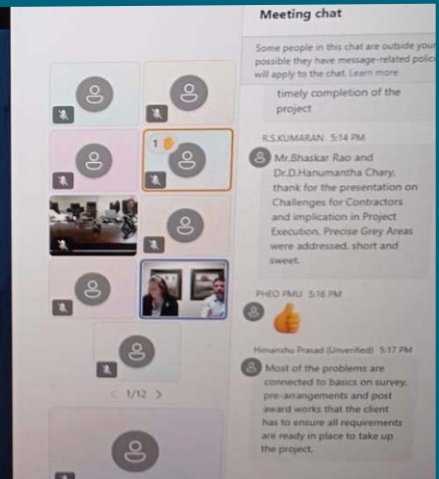 Meeting chat
Some people in this chat are outside your
possible they have message-related polic
will apply to the chat. Learn more
timely completion of the
project
R.S.KUMARAN 5:14 PM
Mr.Bhaskar Rao and
Dr.D.Hanumantha Chary,
thank for the presentation on
Challenges for Contractors
and implication in Project
Execution. Precise Grey Areas
were addressed, short and
sweet.
PHEO PMU 5:16 PM
Himanshu Prasad (Unverified) 5:17 PM
Most of the problems are
connected to basics on survey,
pre-arrangements and post
award works that the client
has to ensure all requirements
are ready in place to take up
the project.
1
< 1/12 >